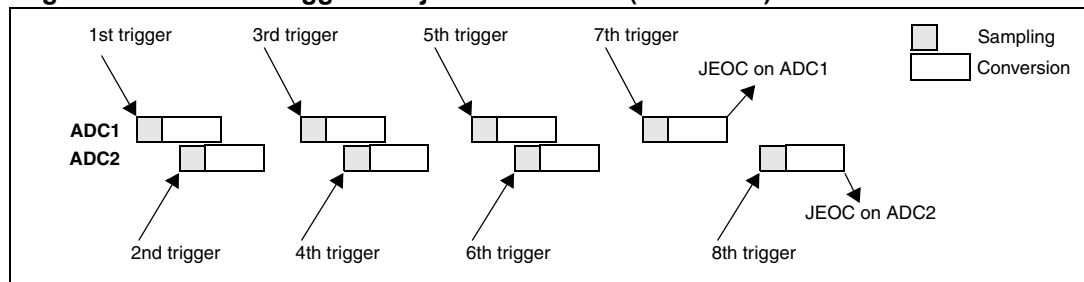 1st trigger
3rd trigger
5th trigger
7th trigger
Sampling
Conversion
JEOC on ADC1
ADC1
ADC2
JEOC on ADC2
2nd trigger
4th trigger
6th trigger
8th trigger